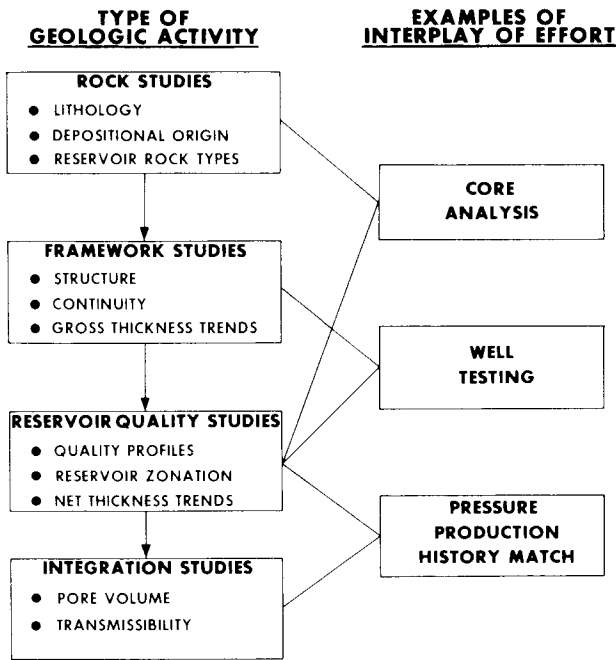 TYPE OF
GEOLOGIC ACTIVITY
EXAMPLES OF
INTERPLAY OF EFFORT
ROCK STUDIES
● LITHOLOGY
● DEPOSITIONAL ORIGIN
● RESERVOIR ROCK TYPES
CORE
ANALYSIS
FRAMEWORK STUDIES
● STRUCTURE
● CONTINUITY
● GROSS THICKNESS TRENDS
WELL
TESTING
RESERVOIR QUALITY STUDIES
● QUALITY PROFILES
● RESERVOIR ZONATION
● NET THICKNESS TRENDS
PRESSURE
PRODUCTION
HISTORY MATCH
INTEGRATION STUDIES
● PORE VOLUME
● TRANSMISSIBILITY